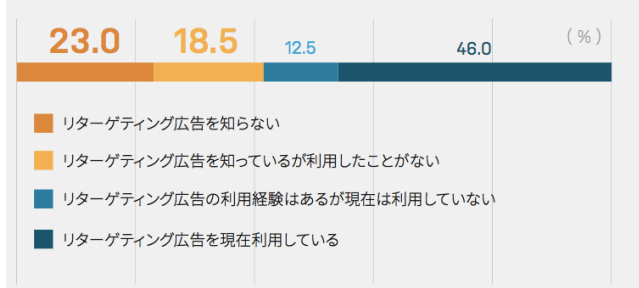 23.0 18.5 12.5 46.0 (%)
リターゲティング広告を知らない
リターゲティング広告を知っているが利用したことがない
リターゲティング広告の利用経験はあるが現在は利用していない
リターゲティング広告を現在利用している